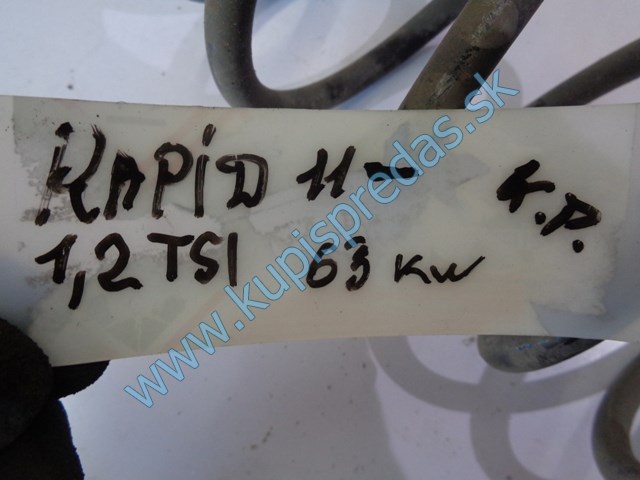 RAPID 11-
1,2 TSI 63 KW
www.kupispredas.sk